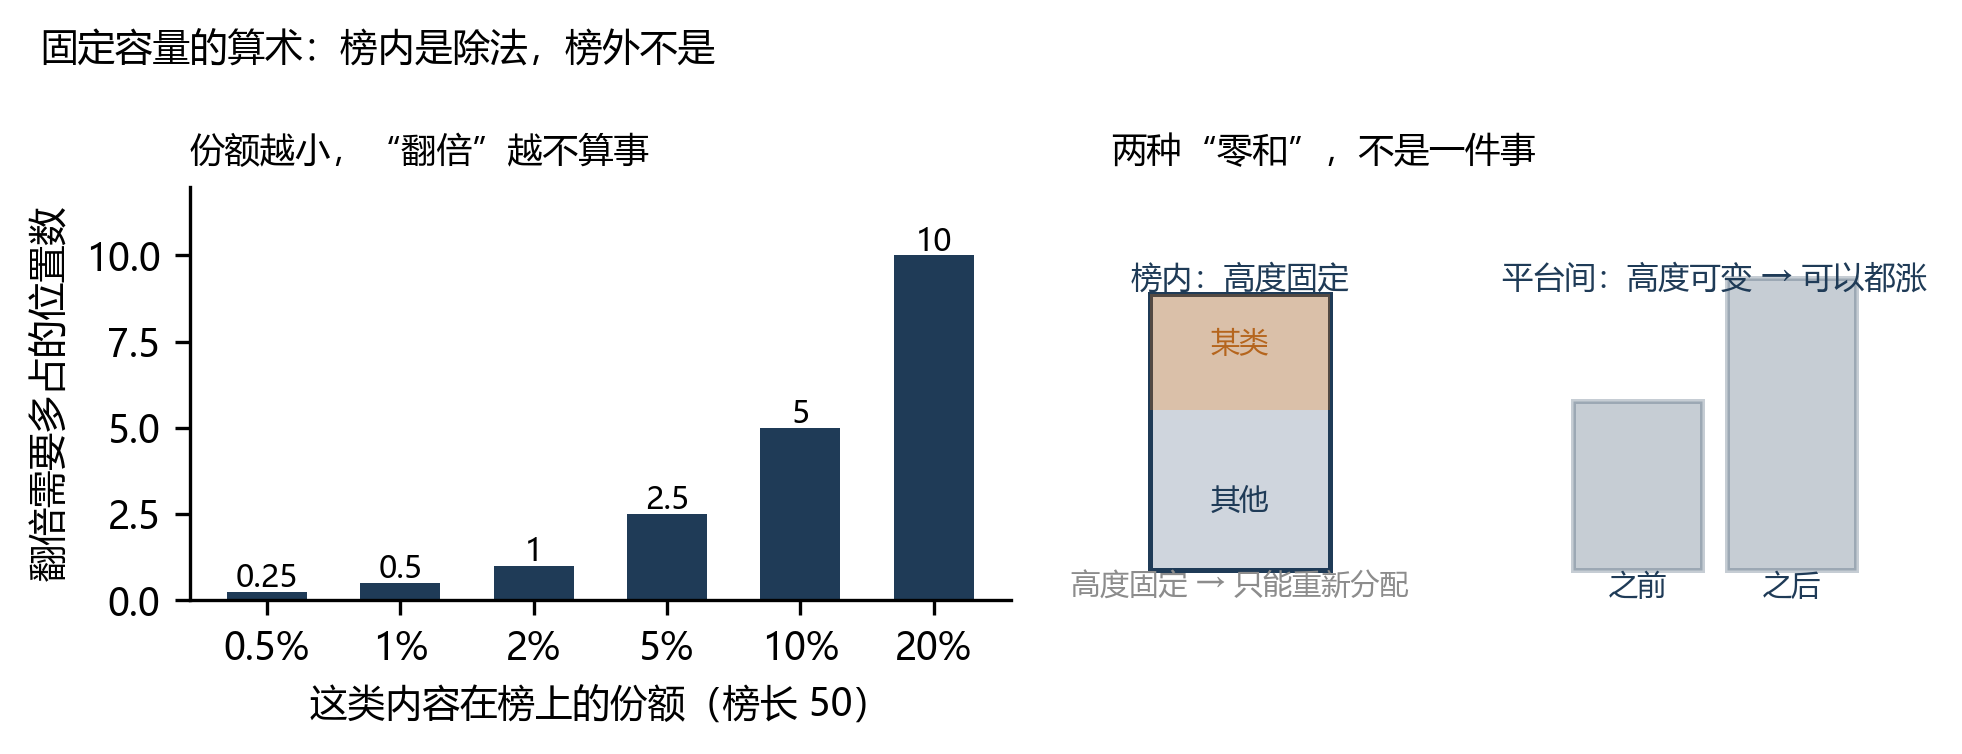 固定容量的算术：榜内是除法，榜外不是
份额越小，“翻倍”越不算事
翻倍需要多占的位置数
10.0
7.5
5.0
2.5
0.0
0.25
0.5
1
2.5
5
10
0.5%
1%
2%
5%
10%
20%
这类内容在榜上的份额（榜长 50）
两种“零和”，不是一件事
榜内：高度固定
某类
其他
高度固定 → 只能重新分配
平台间：高度可变 → 可以都涨
之前
之后